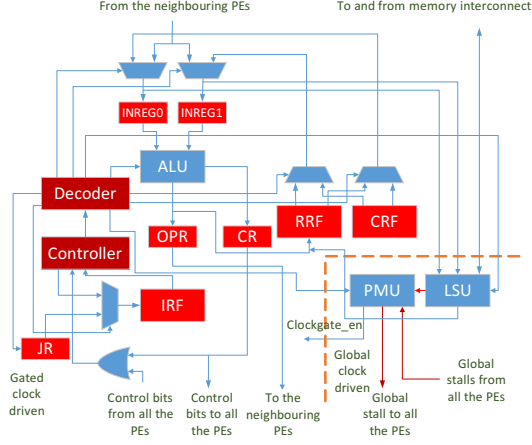 From the neighbouring PEs
To and from memory interconnect
INREG0
INREG1
ALU
Decoder
RRF
CRF
OPR
CR
Controller
PMU
LSU
IRF
Clockgate_en
JR
Global
clock
driven
Gated
clock
driven
Global
stalls from
all the PEs
Control bits
from all the
PEs
Control
bits to all
the PEs
To the
neighbouring
PEs
Global
stall to all
the PEs